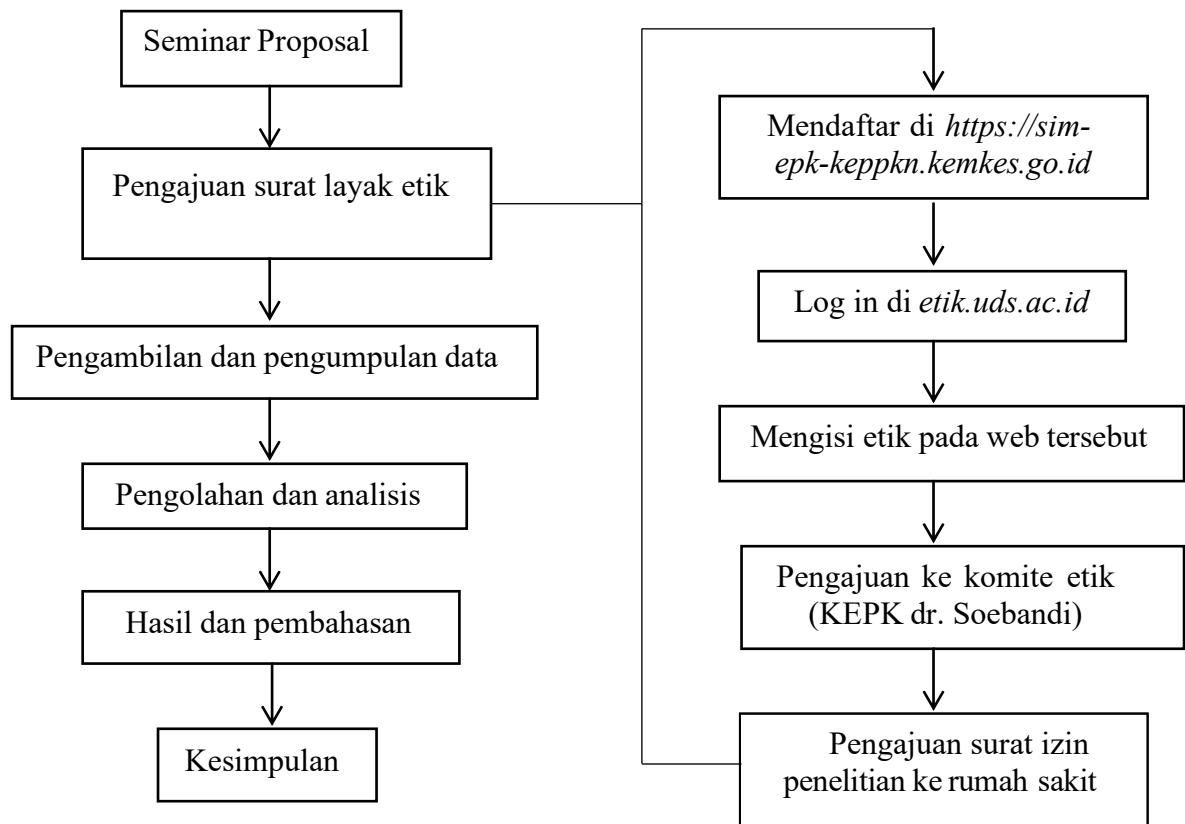 Seminar Proposal
Pengajuan surat layak etik
Pengambilan dan pengumpulan data
Pengolahan dan analisis
Hasil dan pembahasan
Kesimpulan
Mendaftar di https://sim-
epk-keppkn.kemkes.go.id
Log in di etik.uds.ac.id
Mengisi etik pada web tersebut
Pengajuan ke komite etik
(KEPK dr. Soebandi)
Pengajuan surat izin
penelitian ke rumah sakit